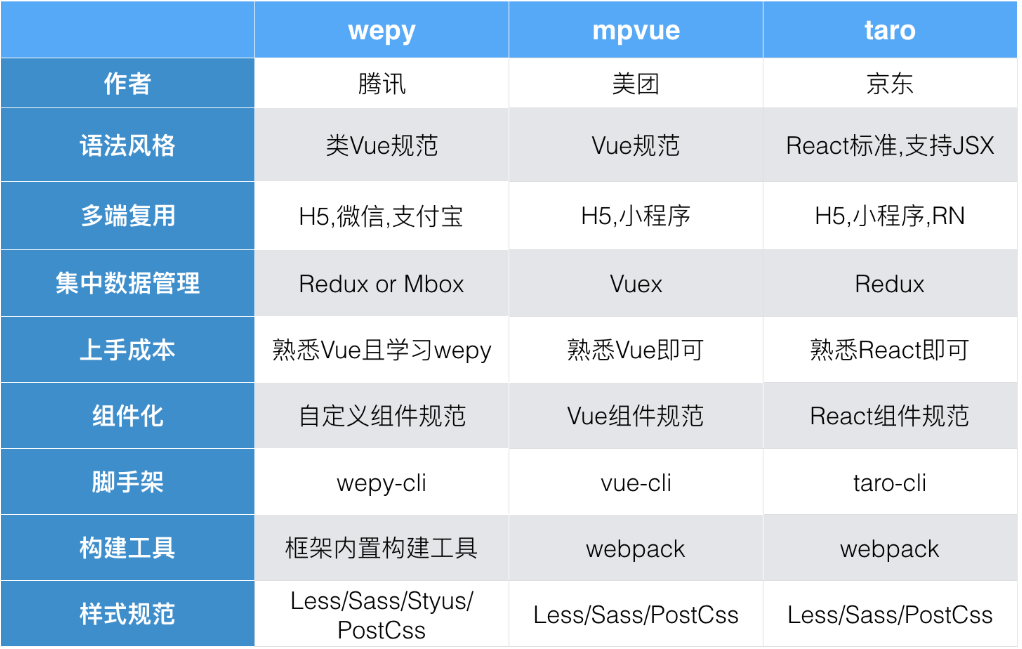 wepy mpvue taro
作者 腾讯 美团 京东
语法风格 类Vue规范 Vue规范 React标准,支持JSX
多端复用 H5,微信,支付宝 H5,小程序 H5,小程序,RN
集中数据管理 Redux or Mbox Vuex Redux
上手成本 熟悉Vue且学习wepy 熟悉Vue即可 熟悉React即可
组件化 自定义组件规范 Vue组件规范 React组件规范
脚手架 wepy-cli vue-cli taro-cli
构建工具 框架内置构建工具 webpack webpack
样式规范 Less/Sass/Styus/
PostCss Less/Sass/PostCss Less/Sass/PostCss